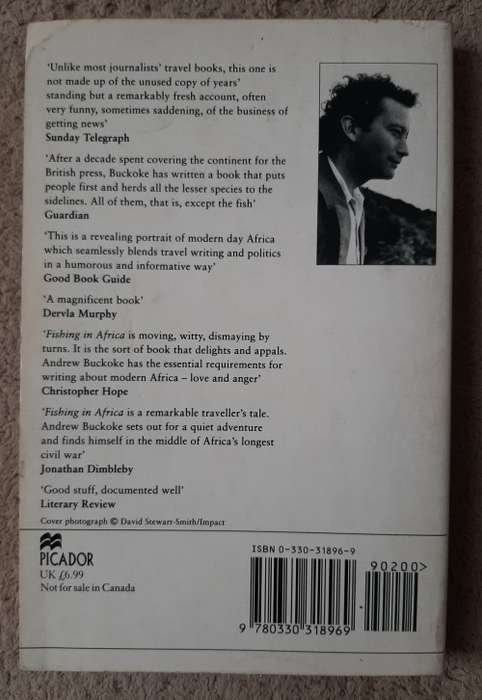 ‘Unlike most journalists’ travel books, this one is
not made up of the unused copy of years’
standing but a remarkably fresh account, often
very funny, sometimes saddening, of the business of
getting news’
Sunday Telegraph
‘After a decade spent covering the continent for the
British press, Buckoke has written a book that puts
people first and herds all the lesser species to the
sidelines. All of them, that is, except the fish’
Guardian
‘This is a revealing portrait of modern day Africa
which seamlessly blends travel writing and politics
in a humorous and informative way’
Good Book Guide
‘A magnificent book’
Dervla Murphy
‘Fishing in Africa is moving, witty, dismaying by
turns. It is the sort of book that delights and appals.
Andrew Buckoke has the essential requirements for
writing about modern Africa – love and anger’
Christopher Hope
‘Fishing in Africa is a remarkable traveller’s tale.
Andrew Buckoke sets out for a quiet adventure
and finds himself in the middle of Africa’s longest
civil war’
Jonathan Dimbleby
‘Good stuff, documented well’
Literary Review
Cover photograph © David Stewart-Smith/Impact
PICADOR
UK £6.99
Not for sale in Canada
ISBN 0-330-31896-9
90200>
9 780330 318969